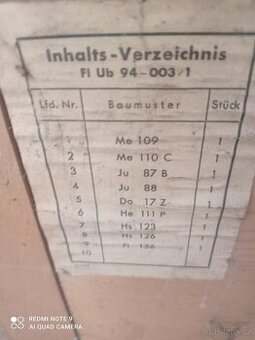 Inhalts-Verzeichnis
Fl Ub 94-003/1
Lfd. Nr. Baumuster Stück
1 Me 109 1
2 Me 110 C 1
3 Ju 87 B 1
4 Ju 88 1
5 Do 17 Z 1
6 He 111 P 1
7 Hs 123 1
8 Hs 126 1
9 Fi 156 1
10
REDMI NOTE 9
AI QUAD CAMERA